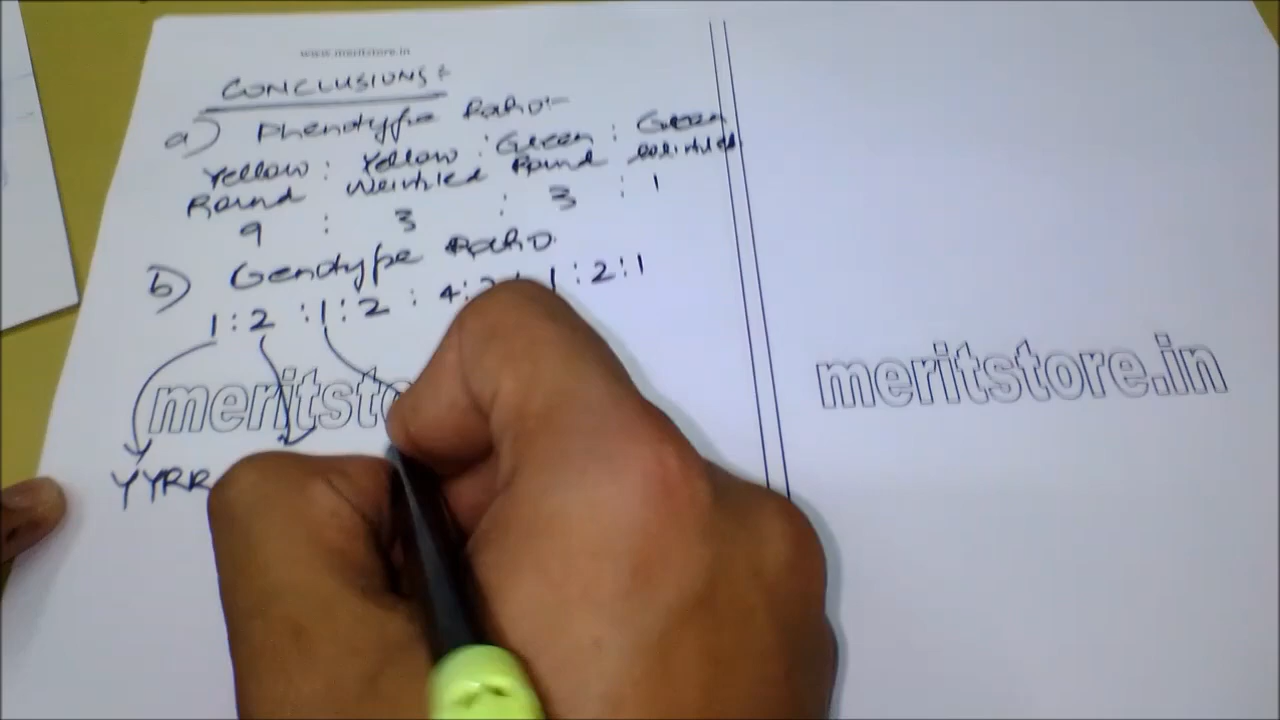 www.meritstore.in
CONCLUSIONS:
a) Phenotype Ratio:-
Yellow : Yellow : Green : Green
Round Wrinkled Round wrinkled
9 : 3 : 3 : 1
b) Genotype Ratio
1 : 2 : 1 : 2 : 4 : 1 : 2 : 1
meritsto
meritstore.in
YYRR